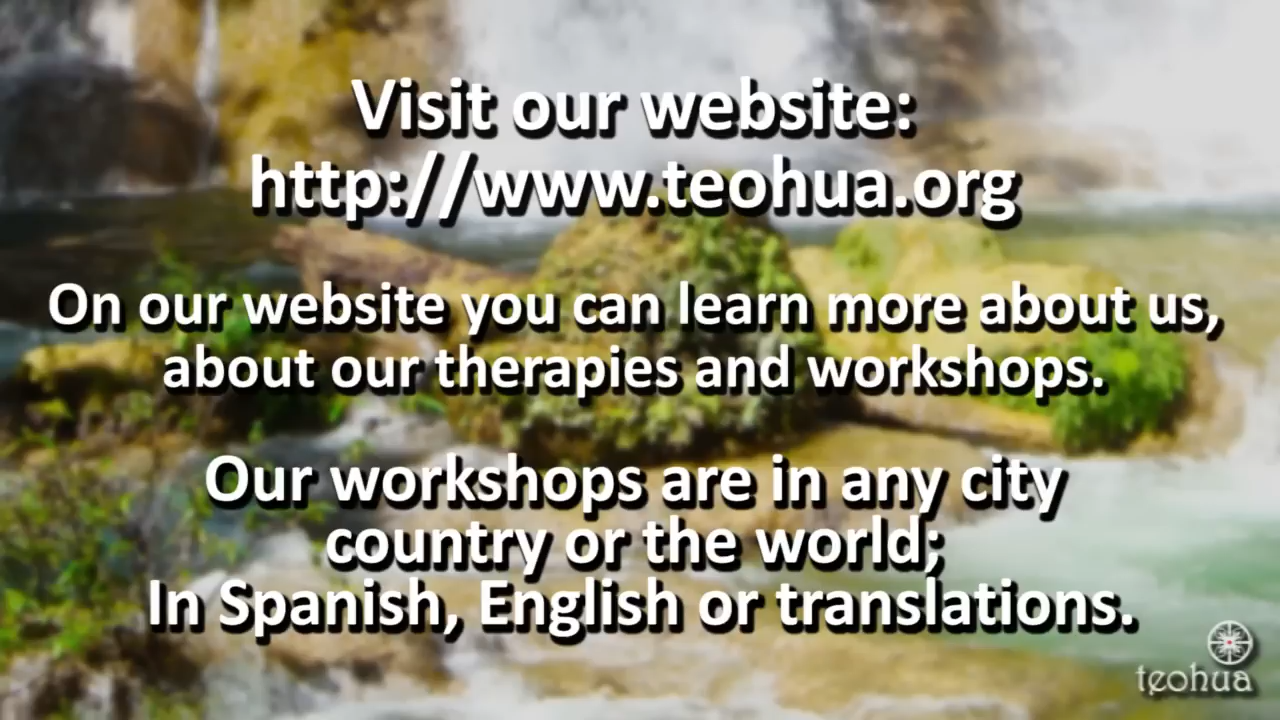 Visit our website:
http://www.teohua.org
On our website you can learn more about us,
about our therapies and workshops.
Our workshops are in any city
country or the world;
In Spanish, English or translations.
teohua